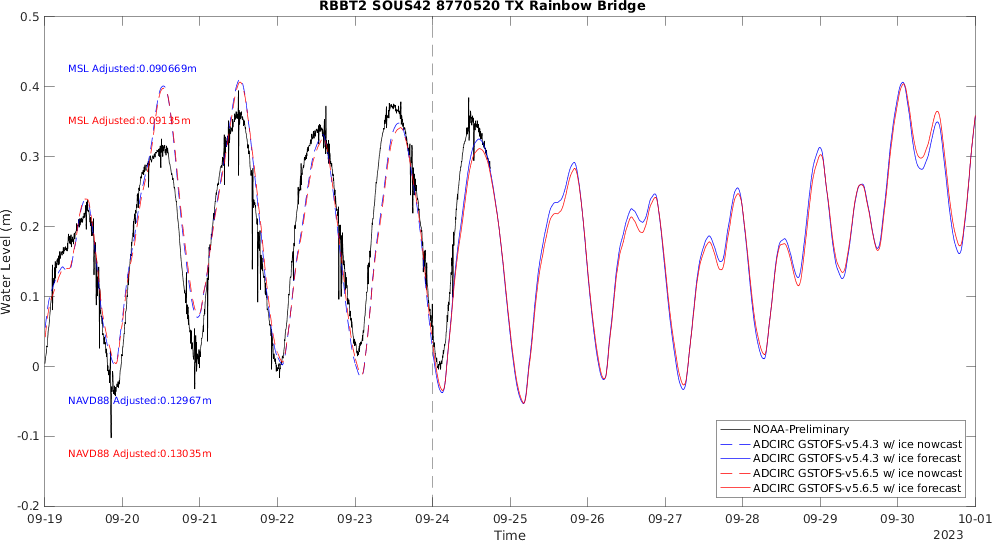 RBBT2 SOUS42 8770520 TX Rainbow Bridge
0.5
0.4
0.3
0.2
0.1
0
-0.1
-0.2
Water Level (m)
MSL Adjusted:0.090669m
MSL Adjusted:0.09135m
NAVD88 Adjusted:0.12967m
NAVD88 Adjusted:0.13035m
NOAA-Preliminary
ADCIRC GSTOFS-v5.4.3 w/ ice nowcast
ADCIRC GSTOFS-v5.4.3 w/ ice forecast
ADCIRC GSTOFS-v5.6.5 w/ ice nowcast
ADCIRC GSTOFS-v5.6.5 w/ ice forecast
09-19 09-20 09-21 09-22 09-23 09-24 09-25 09-26 09-27 09-28 09-29 09-30 10-01
Time
2023